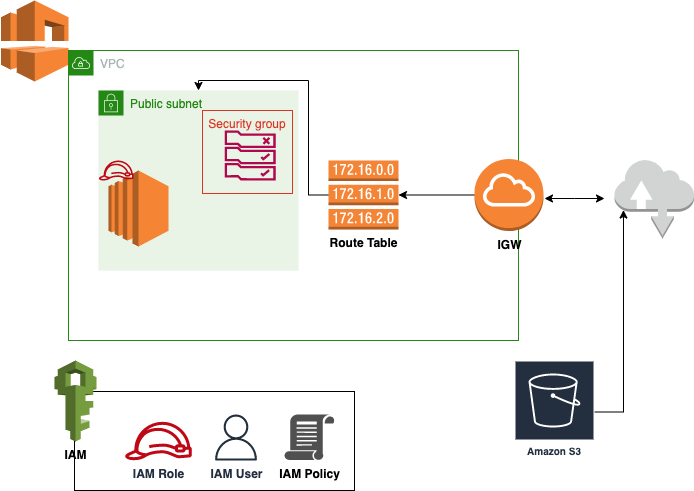 VPC
Public subnet
Security group
172.16.0.0
172.16.1.0
172.16.2.0
Route Table
IGW
IAM
IAM Role
IAM User
IAM Policy
Amazon S3